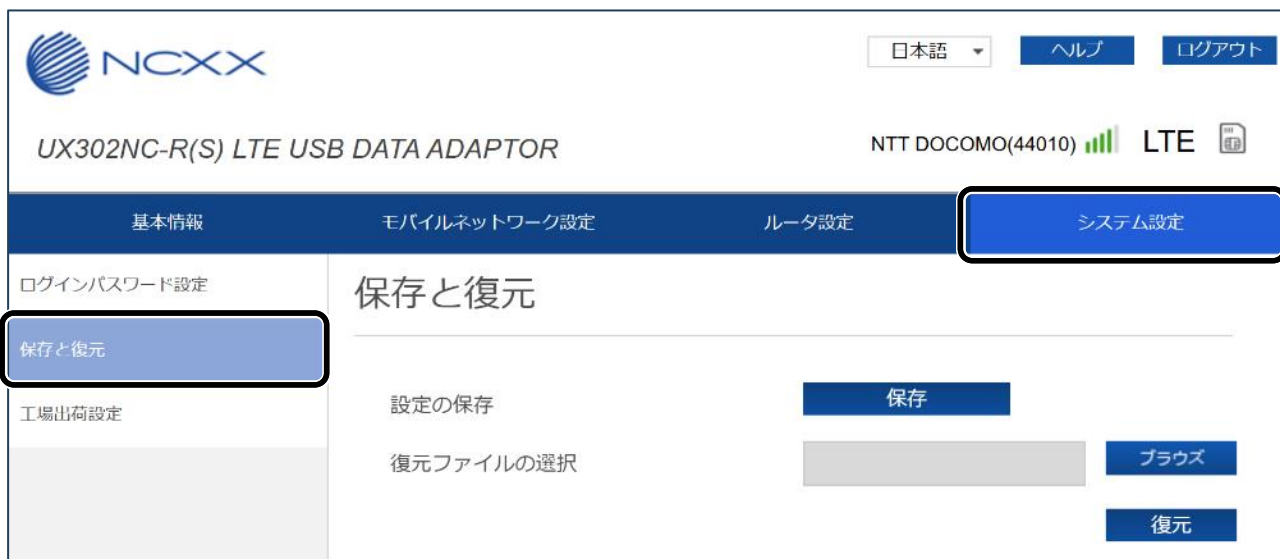 NCXX
日本語 ヘルプ ログアウト
UX302NC-R(S) LTE USB DATA ADAPTOR
NTT DOCOMO(44010) LTE
基本情報 モバイルネットワーク設定 ルータ設定 システム設定
ログインパスワード設定
保存と復元
工場出荷設定
保存と復元
設定の保存 保存
復元ファイルの選択 ブラウズ
復元